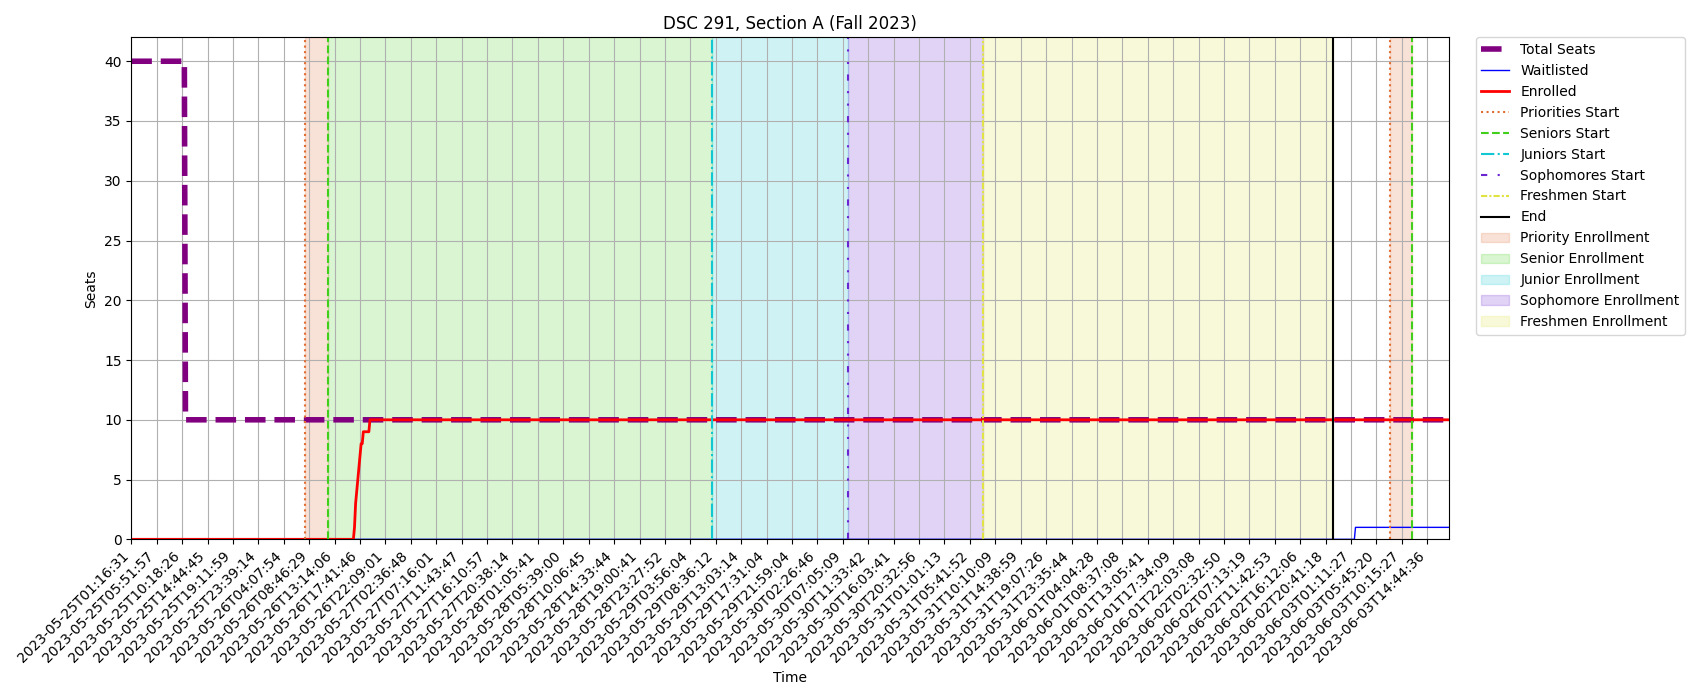 DSC 291, Section A (Fall 2023)
Seats
40
35
30
25
20
15
10
5
0
2023-05-25T01:16:31
2023-05-25T05:51:57
2023-05-25T10:18:26
2023-05-25T14:44:45
2023-05-25T19:11:59
2023-05-25T23:39:14
2023-05-26T04:07:54
2023-05-26T08:46:29
2023-05-26T13:14:06
2023-05-26T17:41:46
2023-05-26T22:09:01
2023-05-27T02:36:48
2023-05-27T07:16:01
2023-05-27T11:43:47
2023-05-27T16:10:57
2023-05-27T20:38:14
2023-05-28T01:05:41
2023-05-28T05:39:00
2023-05-28T10:06:45
2023-05-28T14:33:44
2023-05-28T19:00:41
2023-05-28T23:27:52
2023-05-29T03:56:04
2023-05-29T08:36:12
2023-05-29T13:03:14
2023-05-29T17:31:04
2023-05-29T21:59:04
2023-05-30T02:26:46
2023-05-30T07:05:09
2023-05-30T11:33:42
2023-05-30T16:03:41
2023-05-30T20:32:56
2023-05-31T01:01:13
2023-05-31T05:41:52
2023-05-31T10:10:09
2023-05-31T14:38:59
2023-05-31T19:07:26
2023-05-31T23:35:44
2023-06-01T04:04:28
2023-06-01T08:37:08
2023-06-01T13:05:41
2023-06-01T17:34:09
2023-06-01T22:03:08
2023-06-02T02:32:50
2023-06-02T07:13:19
2023-06-02T11:42:53
2023-06-02T16:12:06
2023-06-02T20:41:18
2023-06-03T01:11:27
2023-06-03T05:45:20
2023-06-03T10:15:27
2023-06-03T14:44:36
Time
Total Seats
Waitlisted
Enrolled
Priorities Start
Seniors Start
Juniors Start
Sophomores Start
Freshmen Start
End
Priority Enrollment
Senior Enrollment
Junior Enrollment
Sophomore Enrollment
Freshmen Enrollment